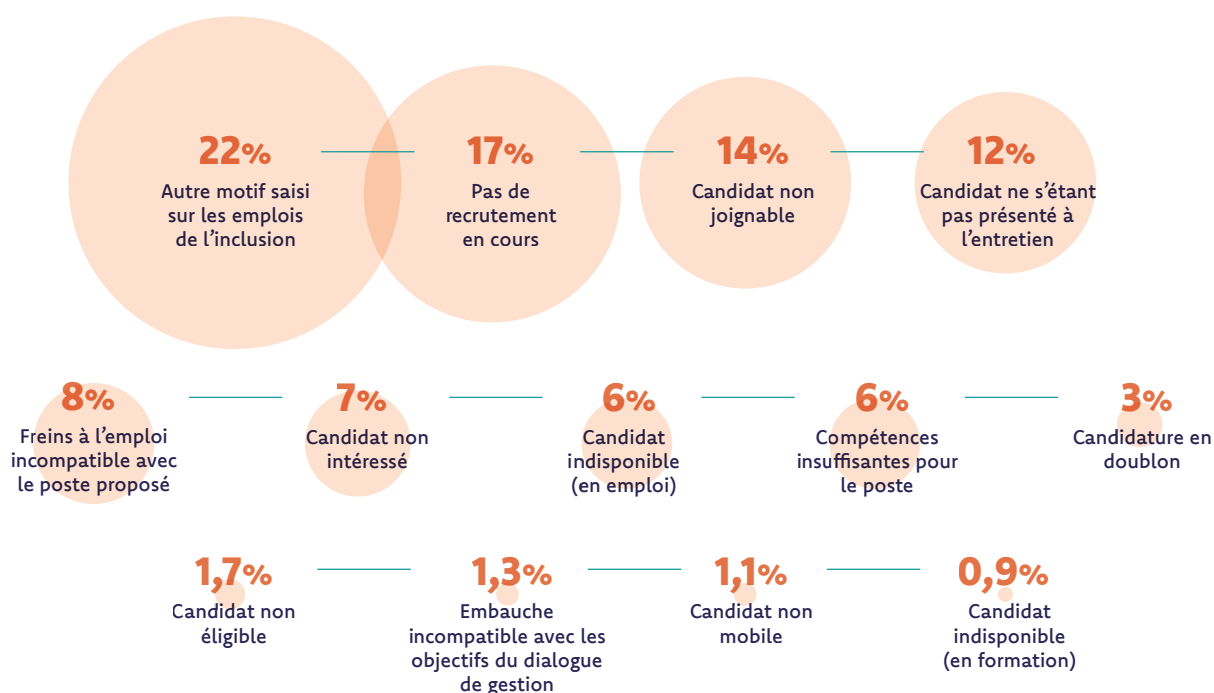 22%
Autre motif saisi
sur les emplois
de l'inclusion
17%
Pas de
recrutement
en cours
14%
Candidat non
joignable
12%
Candidat ne s'étant
pas présenté à
l'entretien
8%
Freins à l'emploi
incompatible avec
le poste proposé
7%
Candidat non
intéressé
6%
Candidat
indisponible
(en emploi)
6%
Compétences
insuffisantes pour
le poste
3%
Candidature en
doublon
1,7%
Candidat non
éligible
1,3%
Embauche
incompatible avec les
objectifs du dialogue
de gestion
1,1%
Candidat non
mobile
0,9%
Candidat
indisponible
(en formation)